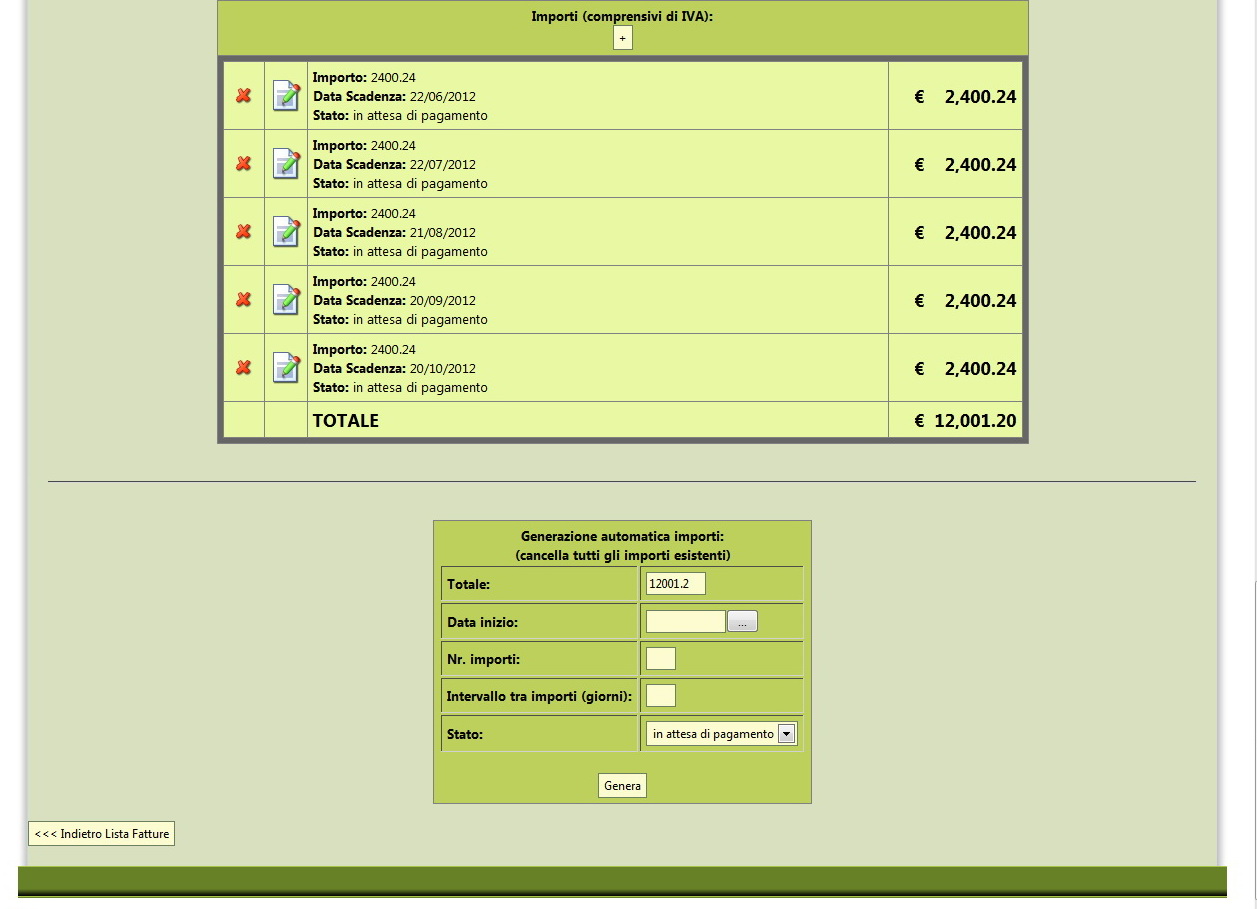 Importi (comprensivi di IVA):
+
Importo: 2400.24
Data Scadenza: 22/06/2012
Stato: in attesa di pagamento
€ 2,400.24
Importo: 2400.24
Data Scadenza: 22/07/2012
Stato: in attesa di pagamento
€ 2,400.24
Importo: 2400.24
Data Scadenza: 21/08/2012
Stato: in attesa di pagamento
€ 2,400.24
Importo: 2400.24
Data Scadenza: 20/09/2012
Stato: in attesa di pagamento
€ 2,400.24
Importo: 2400.24
Data Scadenza: 20/10/2012
Stato: in attesa di pagamento
€ 2,400.24
TOTALE € 12,001.20
Generazione automatica importi:
(cancella tutti gli importi esistenti)
Totale: 12001.2
Data inizio: ...
Nr. importi:
Intervallo tra importi (giorni):
Stato: in attesa di pagamento
Genera
<<< Indietro Lista Fatture